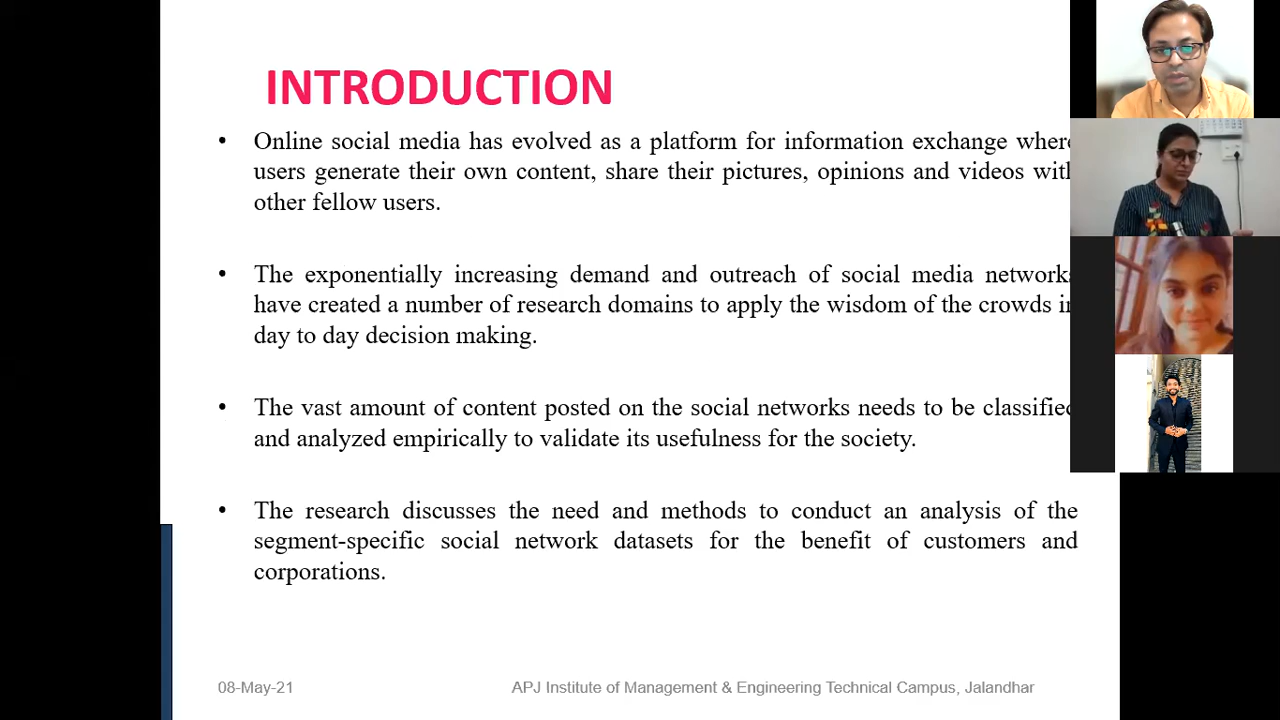 INTRODUCTION
• Online social media has evolved as a platform for information exchange where
users generate their own content, share their pictures, opinions and videos with
other fellow users.
• The exponentially increasing demand and outreach of social media networks
have created a number of research domains to apply the wisdom of the crowds in
day to day decision making.
• The vast amount of content posted on the social networks needs to be classified
and analyzed empirically to validate its usefulness for the society.
• The research discusses the need and methods to conduct an analysis of the
segment-specific social network datasets for the benefit of customers and
corporations.
08-May-21
APJ Institute of Management & Engineering Technical Campus, Jalandhar